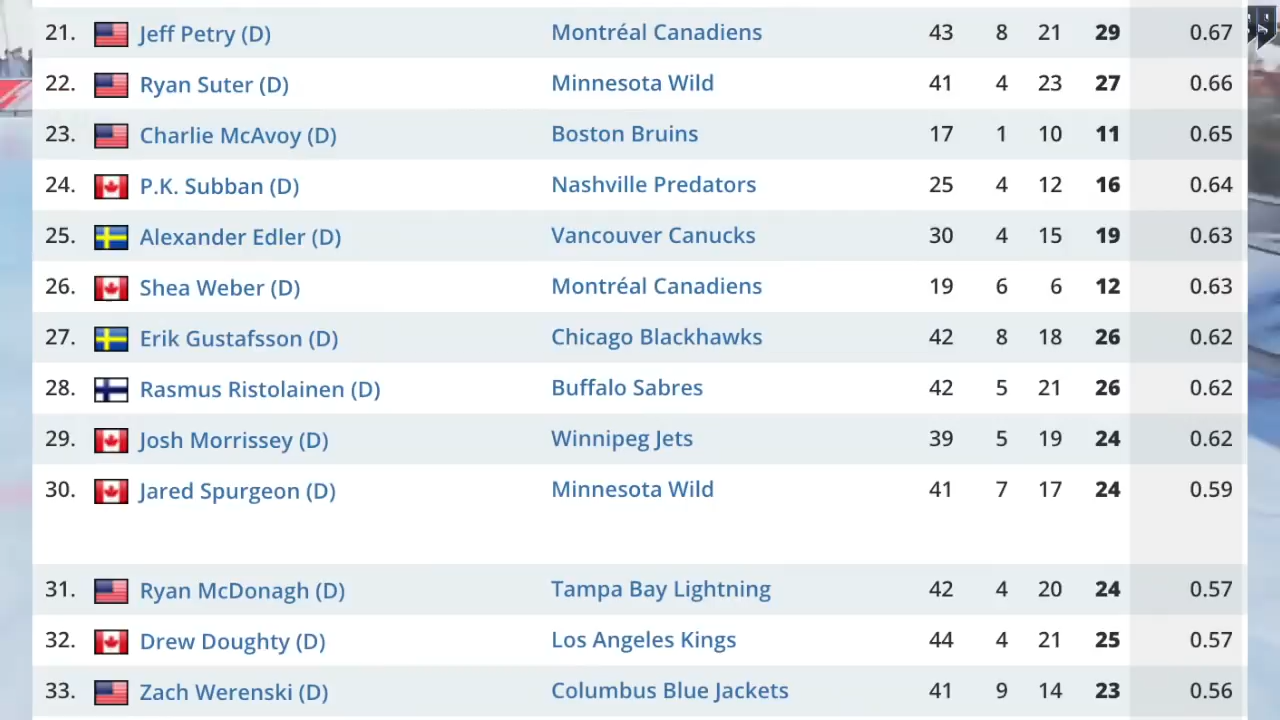 21. Jeff Petry (D) Montréal Canadiens 43 8 21 29 0.67
22. Ryan Suter (D) Minnesota Wild 41 4 23 27 0.66
23. Charlie McAvoy (D) Boston Bruins 17 1 10 11 0.65
24. P.K. Subban (D) Nashville Predators 25 4 12 16 0.64
25. Alexander Edler (D) Vancouver Canucks 30 4 15 19 0.63
26. Shea Weber (D) Montréal Canadiens 19 6 6 12 0.63
27. Erik Gustafsson (D) Chicago Blackhawks 42 8 18 26 0.62
28. Rasmus Ristolainen (D) Buffalo Sabres 42 5 21 26 0.62
29. Josh Morrissey (D) Winnipeg Jets 39 5 19 24 0.62
30. Jared Spurgeon (D) Minnesota Wild 41 7 17 24 0.59
31. Ryan McDonagh (D) Tampa Bay Lightning 42 4 20 24 0.57
32. Drew Doughty (D) Los Angeles Kings 44 4 21 25 0.57
33. Zach Werenski (D) Columbus Blue Jackets 41 9 14 23 0.56